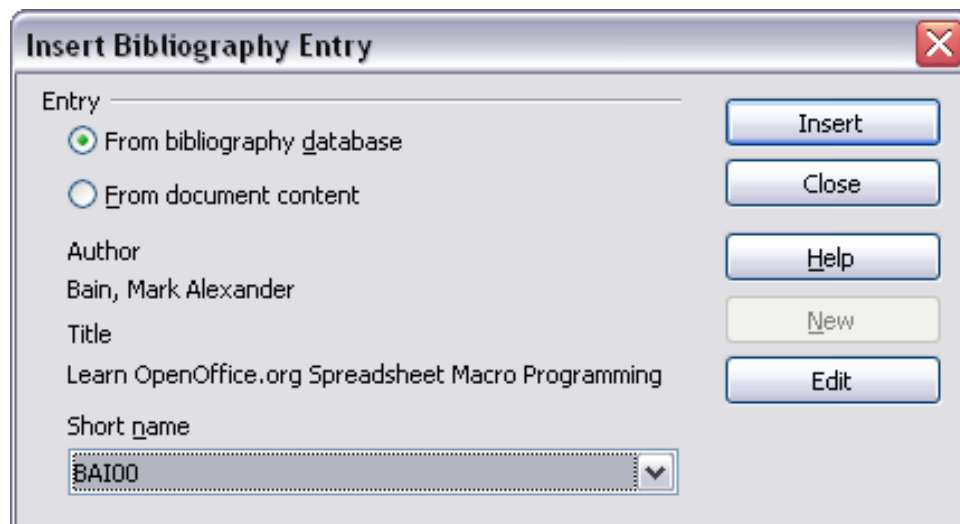 Insert Bibliography Entry
Entry
From bibliography database
From document content
Author
Bain, Mark Alexander
Title
Learn OpenOffice.org Spreadsheet Macro Programming
Short name
BAI00
Insert
Close
Help
New
Edit